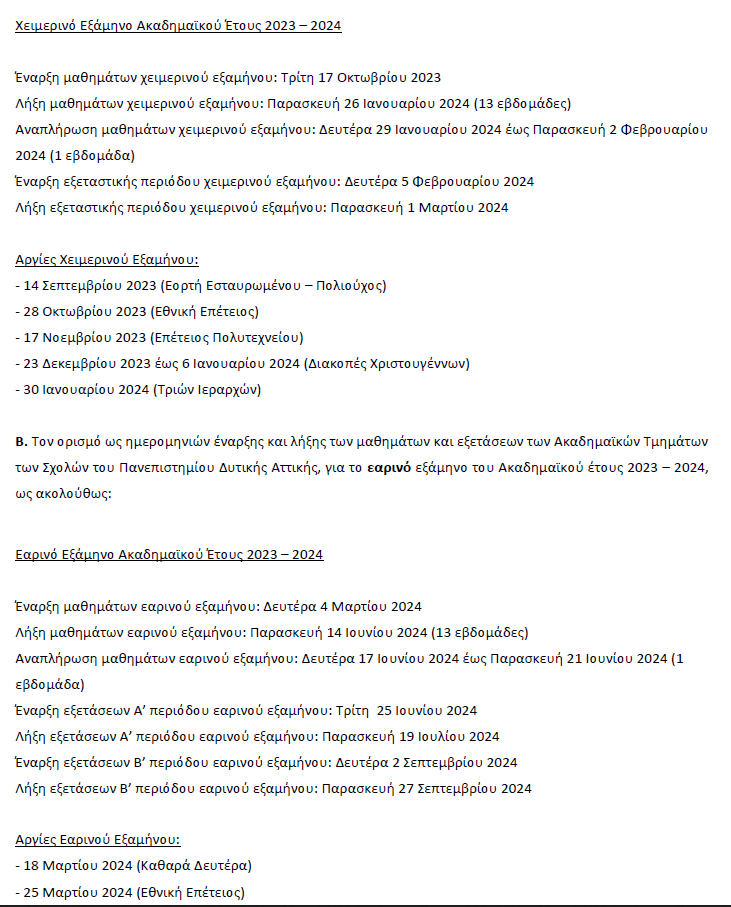 Χειμερινό Εξάμηνο Ακαδημαϊκού Έτους 2023 – 2024
Έναρξη μαθημάτων χειμερινού εξαμήνου: Τρίτη 17 Οκτωβρίου 2023
Λήξη μαθημάτων χειμερινού εξαμήνου: Παρασκευή 26 Ιανουαρίου 2024 (13 εβδομάδες)
Αναπλήρωση μαθημάτων χειμερινού εξαμήνου: Δευτέρα 29 Ιανουαρίου 2024 έως Παρασκευή 2 Φεβρουαρίου
2024 (1 εβδομάδα)
Έναρξη εξεταστικής περιόδου χειμερινού εξαμήνου: Δευτέρα 5 Φεβρουαρίου 2024
Λήξη εξεταστικής περιόδου χειμερινού εξαμήνου: Παρασκευή 1 Μαρτίου 2024
Αργίες Χειμερινού Εξαμήνου:
- 14 Σεπτεμβρίου 2023 (Εορτή Εσταυρωμένου – Πολιούχος)
- 28 Οκτωβρίου 2023 (Εθνική Επέτειος)
- 17 Νοεμβρίου 2023 (Επέτειος Πολυτεχνείου)
- 23 Δεκεμβρίου 2023 έως 6 Ιανουαρίου 2024 (Διακοπές Χριστουγέννων)
- 30 Ιανουαρίου 2024 (Τριών Ιεραρχών)
Β. Τον ορισμό ως ημερομηνιών έναρξης και λήξης των μαθημάτων και εξετάσεων των Ακαδημαϊκών Τμημάτων
των Σχολών του Πανεπιστημίου Δυτικής Αττικής, για το εαρινό εξάμηνο του Ακαδημαϊκού έτους 2023 – 2024,
ως ακολούθως:
Εαρινό Εξάμηνο Ακαδημαϊκού Έτους 2023 – 2024
Έναρξη μαθημάτων εαρινού εξαμήνου: Δευτέρα 4 Μαρτίου 2024
Λήξη μαθημάτων εαρινού εξαμήνου: Παρασκευή 14 Ιουνίου 2024 (13 εβδομάδες)
Αναπλήρωση μαθημάτων εαρινού εξαμήνου: Δευτέρα 17 Ιουνίου 2024 έως Παρασκευή 21 Ιουνίου 2024 (1
εβδομάδα)
Έναρξη εξετάσεων Α’ περιόδου εαρινού εξαμήνου: Τρίτη  25 Ιουνίου 2024
Λήξη εξετάσεων Α’ περιόδου εαρινού εξαμήνου: Παρασκευή 19 Ιουλίου 2024
Έναρξη εξετάσεων Β’ περιόδου εαρινού εξαμήνου: Δευτέρα 2 Σεπτεμβρίου 2024
Λήξη εξετάσεων Β’ περιόδου εαρινού εξαμήνου: Παρασκευή 27 Σεπτεμβρίου 2024
Αργίες Εαρινού Εξαμήνου:
- 18 Μαρτίου 2024 (Καθαρά Δευτέρα)
- 25 Μαρτίου 2024 (Εθνική Επέτειος)